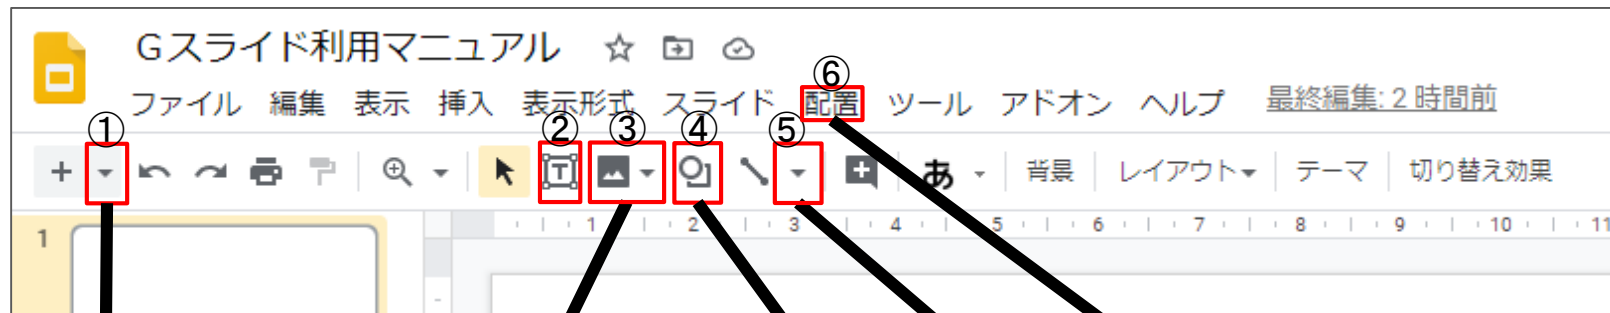 Gスライド利用マニュアル
ファイル 編集 表示 挿入 表示形式 スライド 配置 ツール アドオン ヘルプ 最終編集: 2 時間前
① ② ③ ④ ⑤ ⑥
+ T あ 背景 レイアウト テーマ 切り替え効果
1 1 2 3 4 5 6 7 8 9 10 11